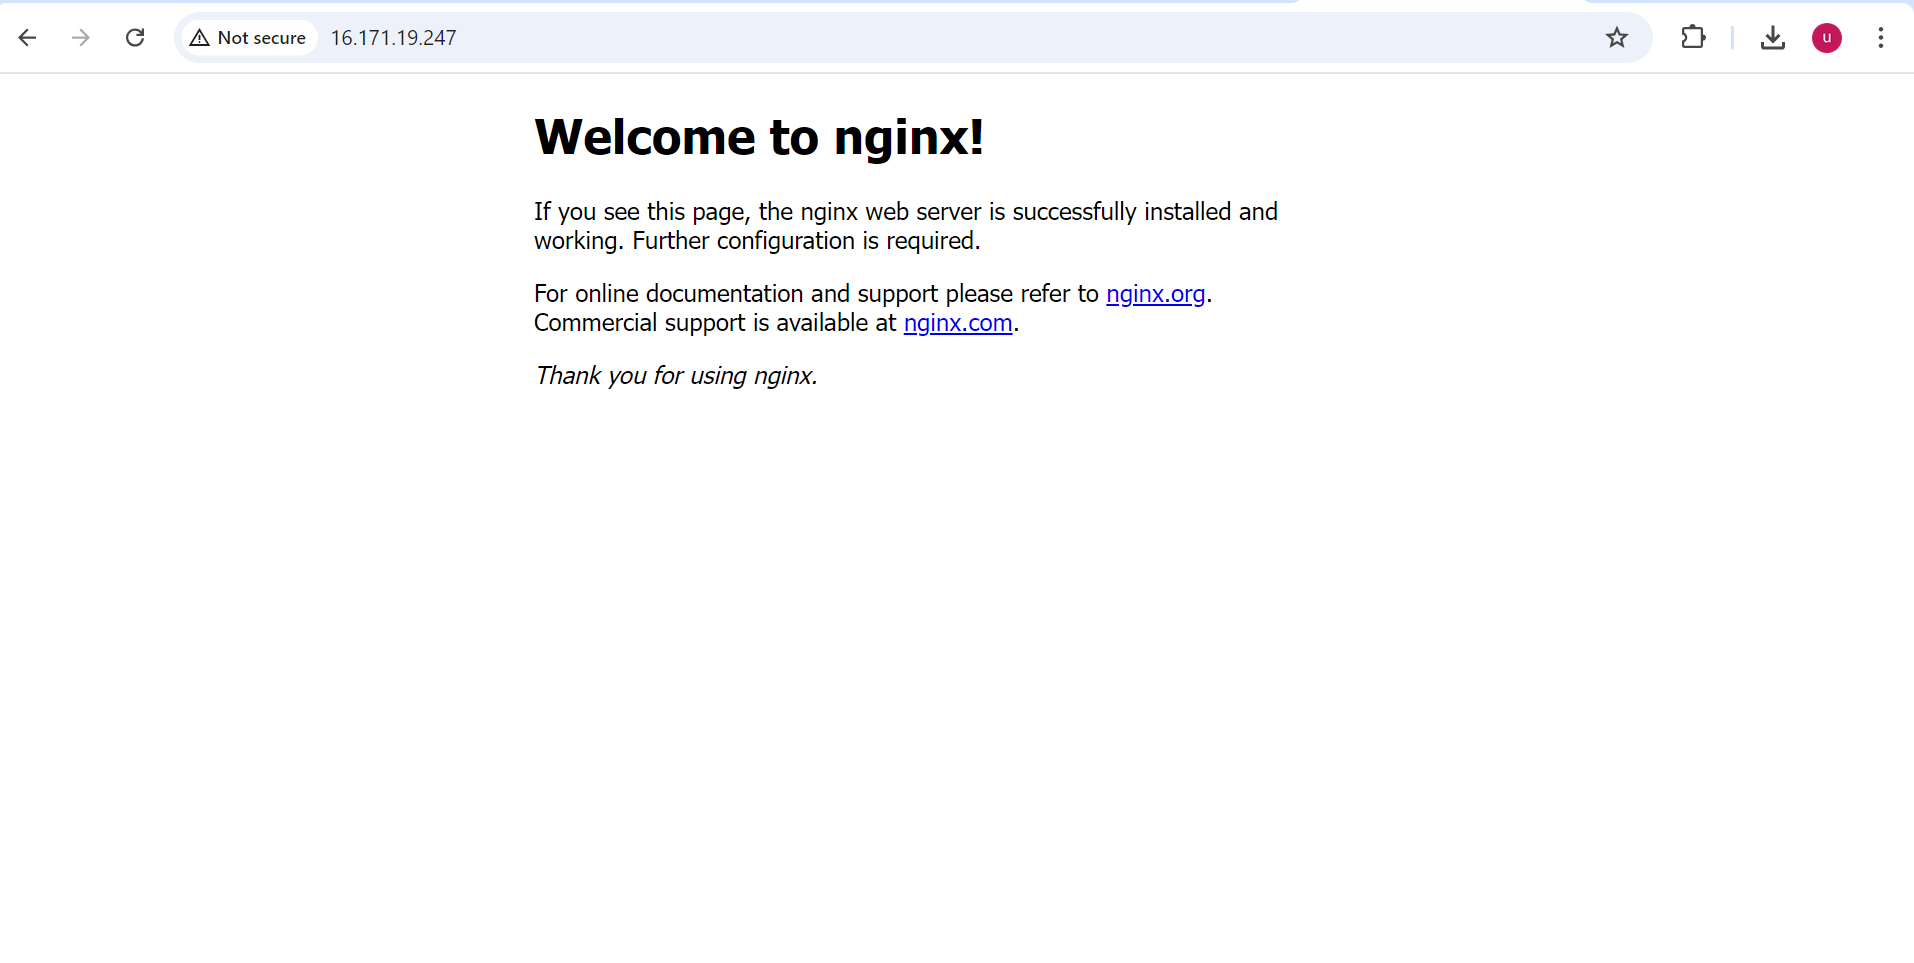 Not secure 16.171.19.247
u
Welcome to nginx!
If you see this page, the nginx web server is successfully installed and
working. Further configuration is required.
For online documentation and support please refer to nginx.org.
Commercial support is available at nginx.com.
Thank you for using nginx.